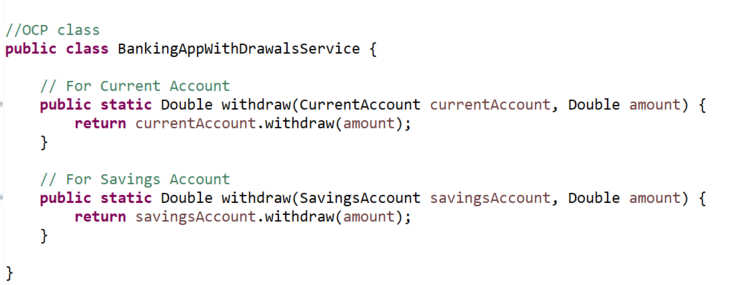 //OCP class
public class BankingAppWithDrawalsService {
// For Current Account
public static Double withdraw(CurrentAccount currentAccount, Double amount) {
return currentAccount.withdraw(amount);
}
// For Savings Account
public static Double withdraw(SavingsAccount savingsAccount, Double amount) {
return savingsAccount.withdraw(amount);
}
}